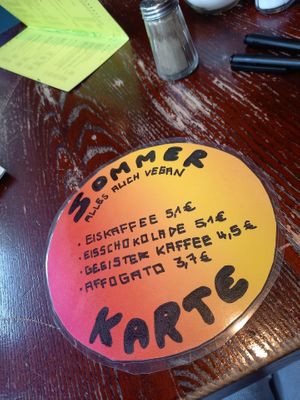 SOMMER
ALLES AUCH VEGAN
· EISKAFFEE 5,1€
· EISSCHOKOLADE 5,1€
· GEEISTER KAFFEE 4,5€
· AFFOGATO 3,7€
KARTE